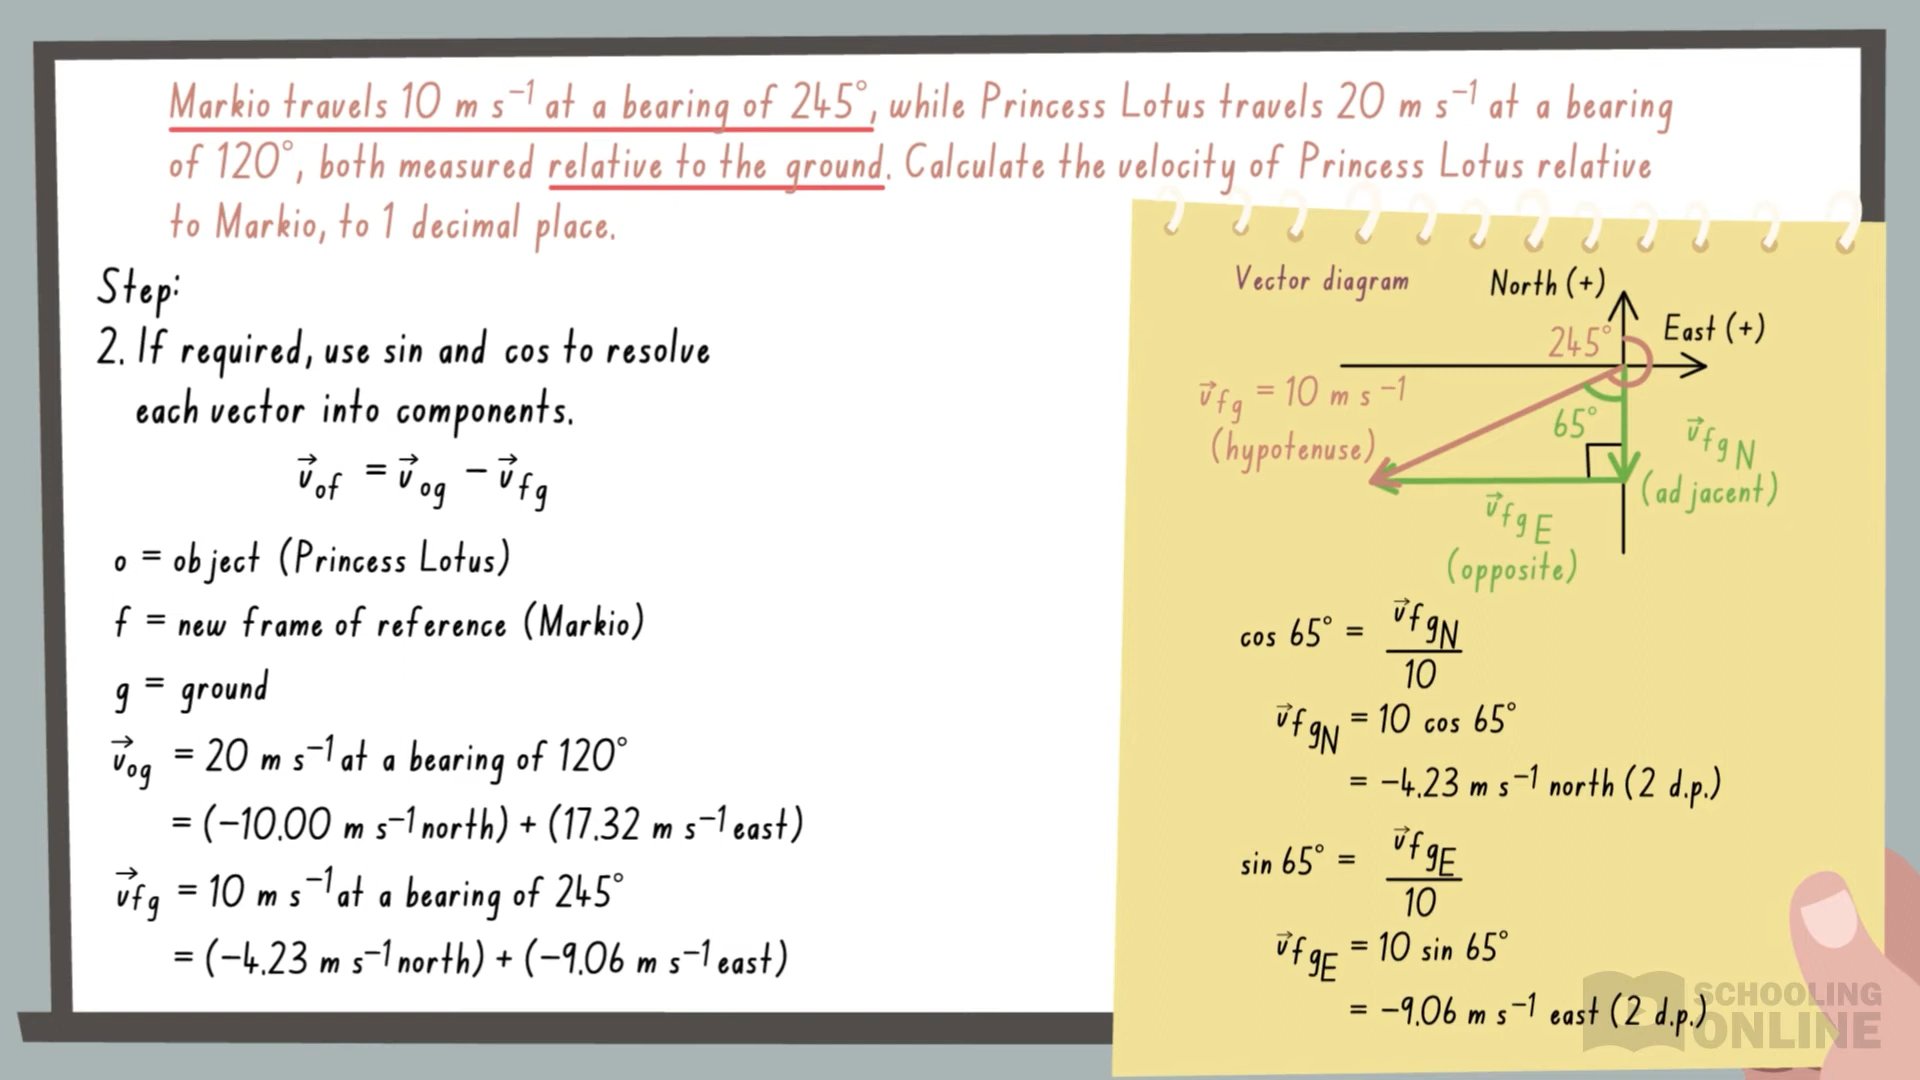 Markio travels 10 m s⁻¹ at a bearing of 245°, while Princess Lotus travels 20 m s⁻¹ at a bearing
of 120°, both measured relative to the ground. Calculate the velocity of Princess Lotus relative
to Markio, to 1 decimal place.
Step:
2. If required, use sin and cos to resolve
each vector into components.
v⃗of = v⃗og − v⃗fg
o = object (Princess Lotus)
f = new frame of reference (Markio)
g = ground
v⃗og = 20 m s⁻¹ at a bearing of 120°
= (−10.00 m s⁻¹ north) + (17.32 m s⁻¹ east)
v⃗fg = 10 m s⁻¹ at a bearing of 245°
= (−4.23 m s⁻¹ north) + (−9.06 m s⁻¹ east)
Vector diagram
North (+)
East (+)
245°
v⃗fg = 10 m s⁻¹
(hypotenuse)
65°
v⃗fgN
(adjacent)
v⃗fgE
(opposite)
cos 65° = v⃗fgN
10
v⃗fgN = 10 cos 65°
= −4.23 m s⁻¹ north (2 d.p.)
sin 65° = v⃗fgE
10
v⃗fgE = 10 sin 65°
= −9.06 m s⁻¹ east (2 d.p.)
SCHOOLING
ONLINE